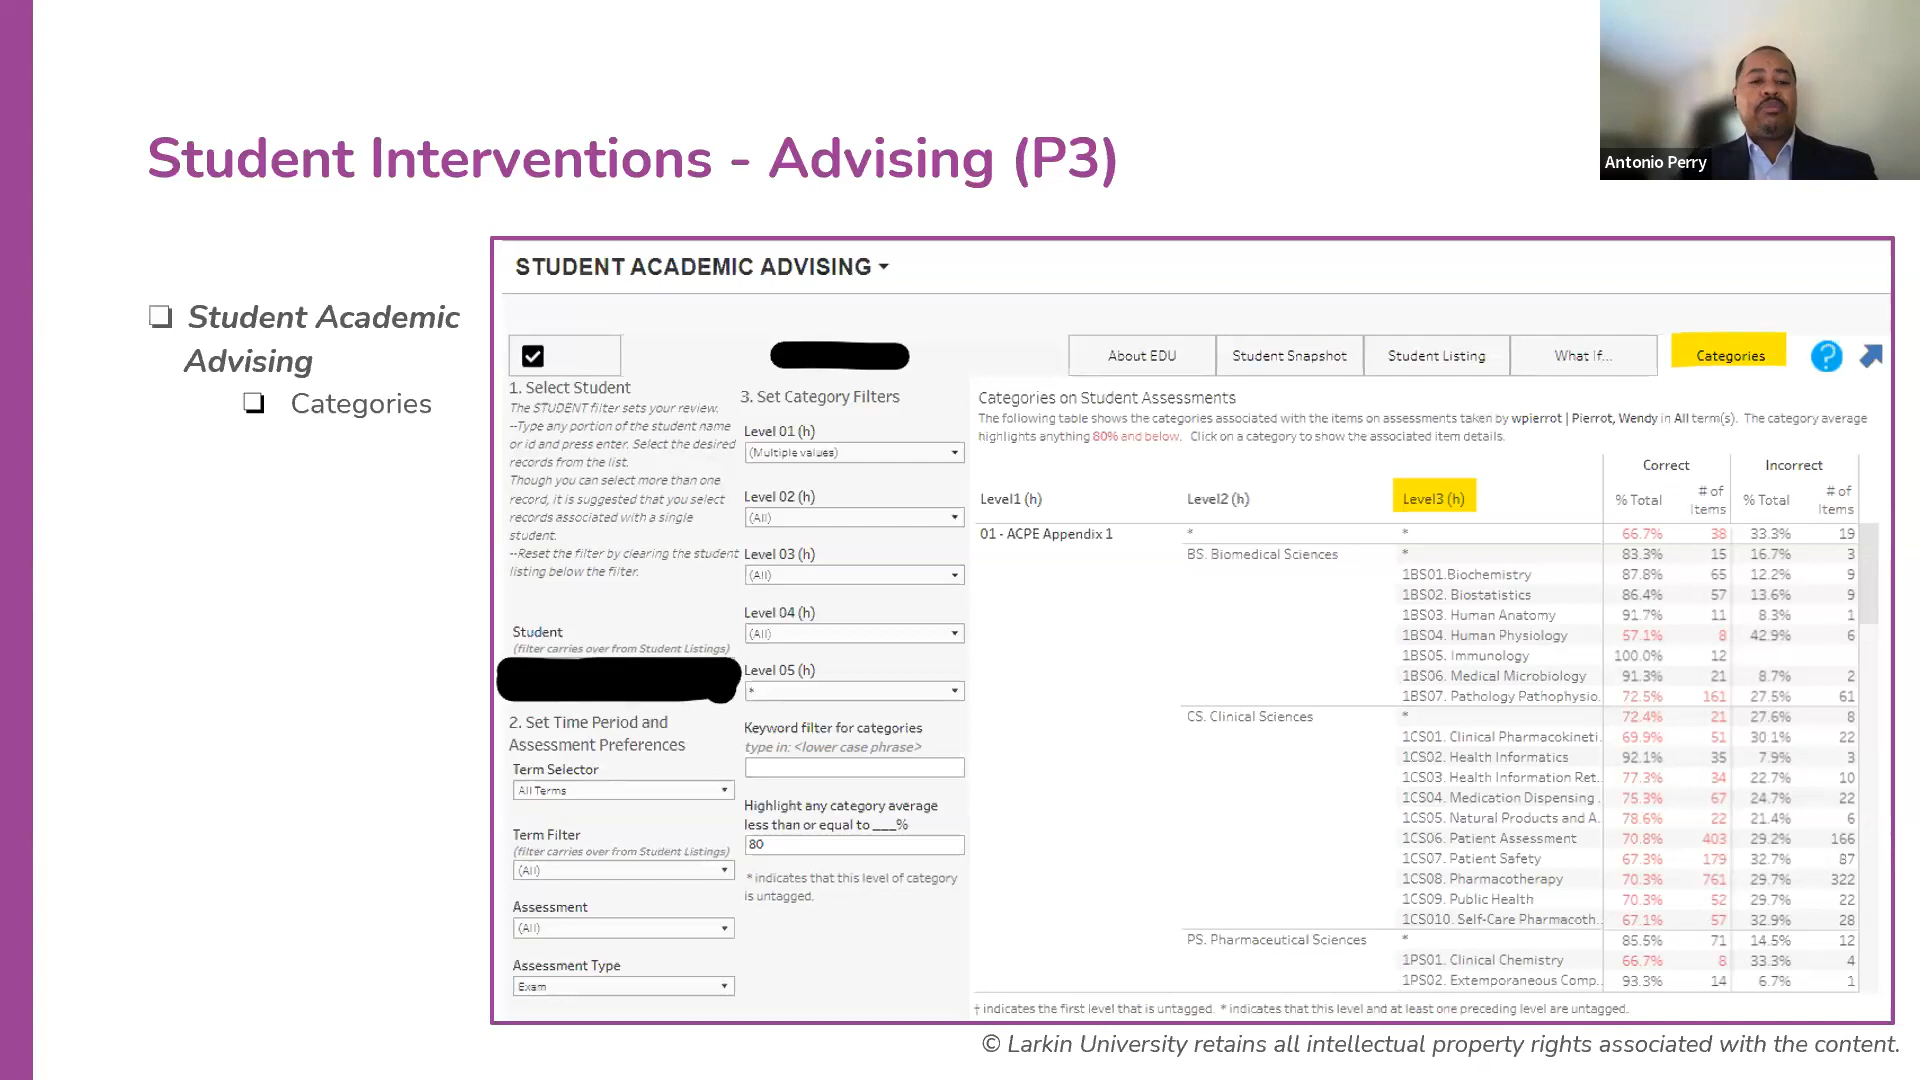 Student Interventions - Advising (P3)
Antonio Perry
❏ Student Academic
Advising
❏ Categories
STUDENT ACADEMIC ADVISING
About EDU
Student Snapshot
Student Listing
What If...
Categories
?
1. Select Student
The STUDENT filter sets your review.
--Type any portion of the student name
or id and press enter. Select the desired
records from the list.
Though you can select more than one
record, it is suggested that you select
records associated with a single
student.
--Reset the filter by clearing the student
listing below the filter.
Student
(filter carries over from Student Listings)
2. Set Time Period and
Assessment Preferences
Term Selector
All Terms
Term Filter
(filter carries over from Student Listings)
(All)
Assessment
(All)
Assessment Type
Exam
3. Set Category Filters
Level 01 (h)
(Multiple values)
Level 02 (h)
(All)
Level 03 (h)
(All)
Level 04 (h)
(All)
Level 05 (h)
*
Keyword filter for categories
type in: <lower case phrase>
Highlight any category average
less than or equal to ___%
80
* indicates that this level of category
is untagged.
Categories on Student Assessments
The following table shows the categories associated with the items on assessments taken by wpierrot | Pierrot, Wendy in All term(s). The category average
highlights anything 80% and below. Click on a category to show the associated item details.
Correct Incorrect
Level1 (h) Level2 (h) Level3 (h) % Total # of Items % Total # of Items
01 - ACPE Appendix 1 * * 66.7% 38 33.3% 19
BS. Biomedical Sciences * 83.3% 15 16.7% 3
1BS01.Biochemistry 87.8% 65 12.2% 9
1BS02. Biostatistics 86.4% 57 13.6% 9
1BS03. Human Anatomy 91.7% 11 8.3% 1
1BS04. Human Physiology 57.1% 8 42.9% 6
1BS05. Immunology 100.0% 12
1BS06. Medical Microbiology 91.3% 21 8.7% 2
1BS07. Pathology Pathophysio. 72.5% 161 27.5% 61
CS. Clinical Sciences * 72.4% 21 27.6% 8
1CS01. Clinical Pharmacokineti. 69.9% 51 30.1% 22
1CS02. Health Informatics 92.1% 35 7.9% 3
1CS03. Health Information Ret.. 77.3% 34 22.7% 10
1CS04. Medication Dispensing . 75.3% 67 24.7% 22
1CS05. Natural Products and A. 78.6% 22 21.4% 6
1CS06. Patient Assessment 70.8% 403 29.2% 166
1CS07. Patient Safety 67.3% 179 32.7% 87
1CS08. Pharmacotherapy 70.3% 761 29.7% 322
1CS09. Public Health 70.3% 52 29.7% 22
1CS010. Self-Care Pharmacoth.. 67.1% 57 32.9% 28
PS. Pharmaceutical Sciences * 85.5% 71 14.5% 12
1PS01. Clinical Chemistry 66.7% 8 33.3% 4
1PS02. Extemporaneous Comp.. 93.3% 14 6.7% 1
† indicates the first level that is untagged. * indicates that this level and at least one preceding level are untagged.
© Larkin University retains all intellectual property rights associated with the content.